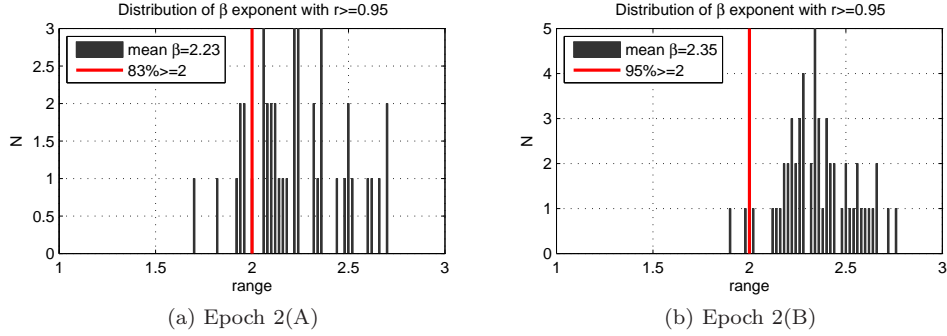 Distribution of β exponent with r>=0.95
mean β=2.23
83%>=2
3
2.5
2
1.5
1
0.5
0
N
1
1.5
2
2.5
3
range
(a) Epoch 2(A)
Distribution of β exponent with r>=0.95
mean β=2.35
95%>=2
5
4
3
2
1
0
N
1
1.5
2
2.5
3
range
(b) Epoch 2(B)